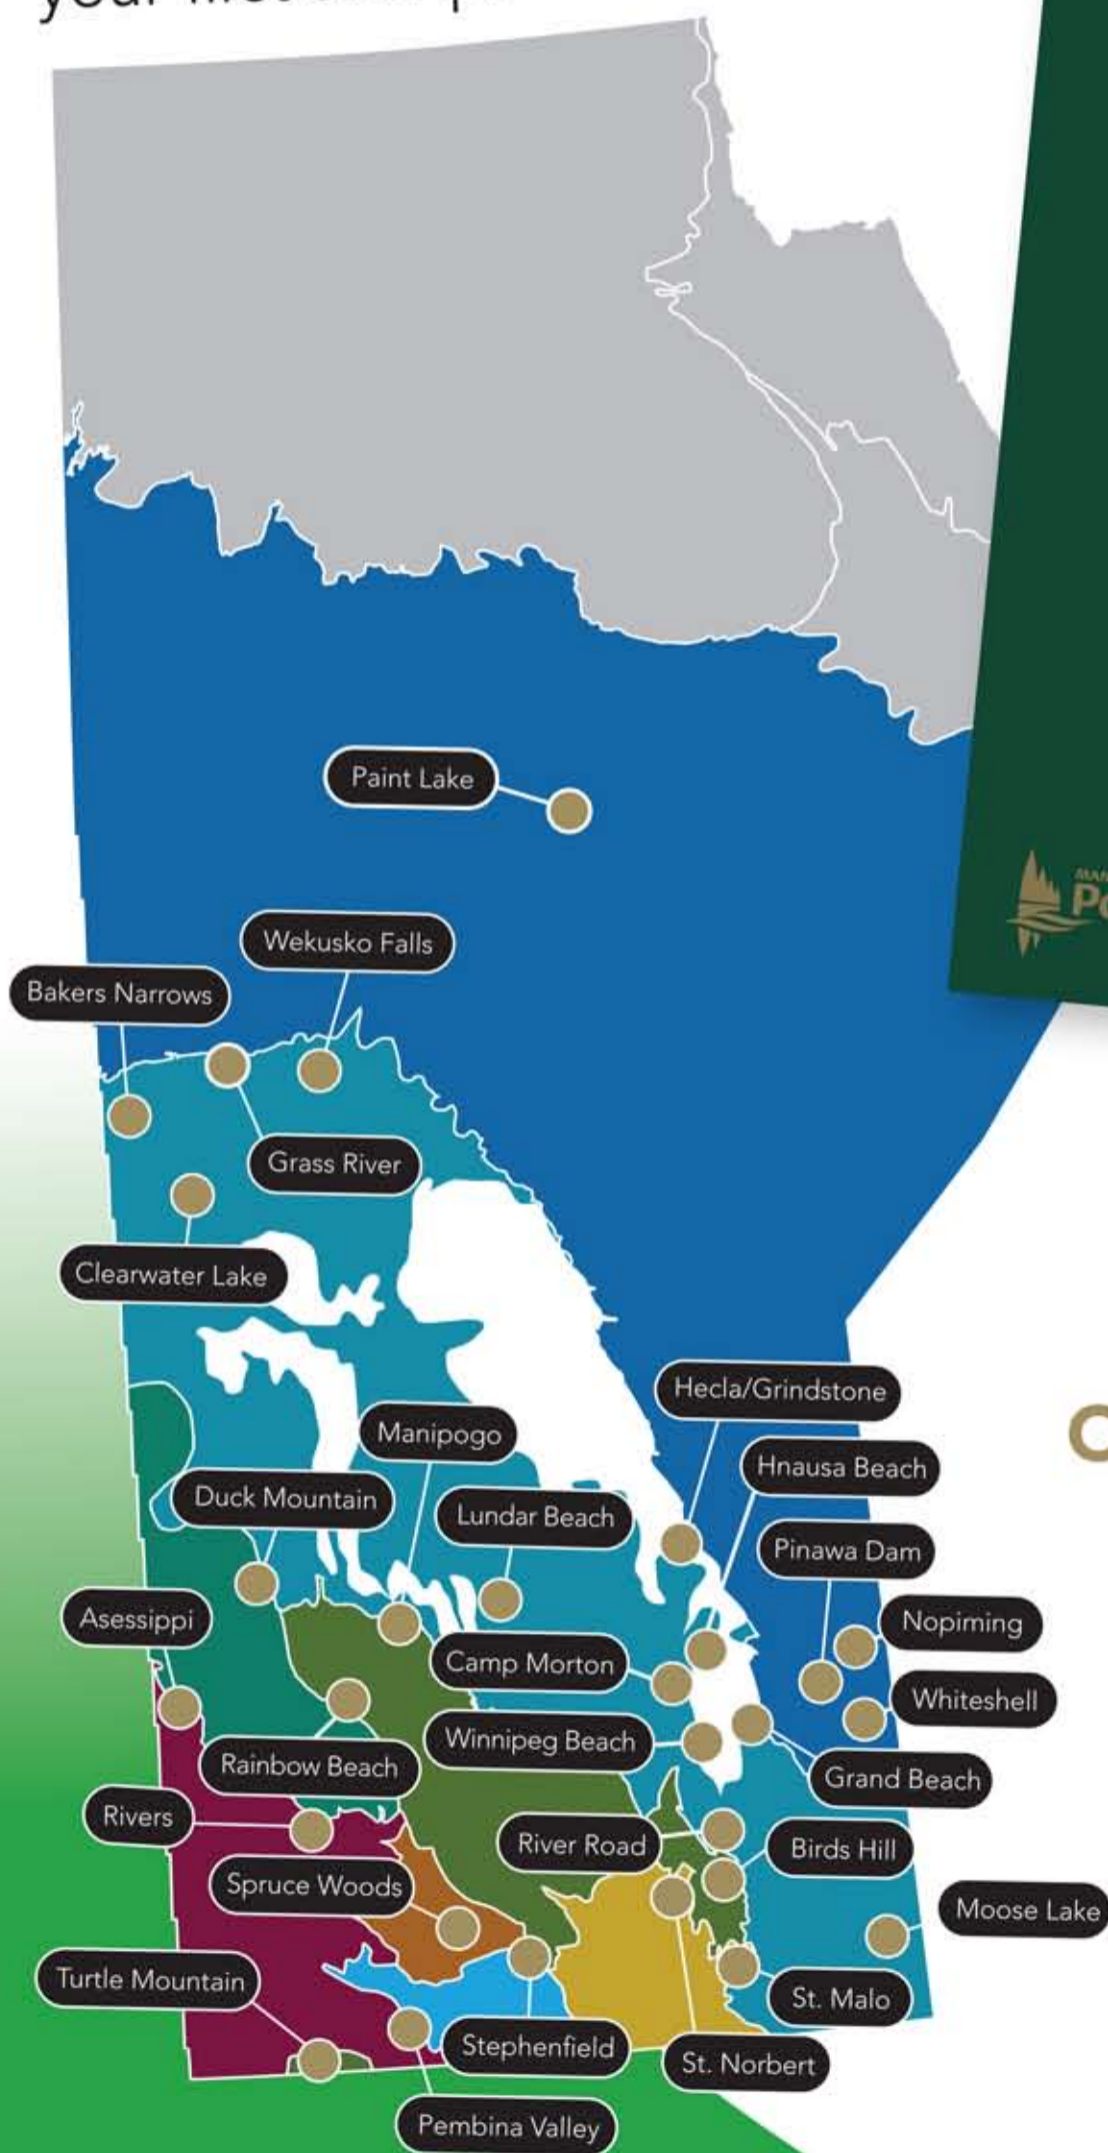 your
Paint Lake
Wekusko Falls
Bakers Narrows
Grass River
Clearwater Lake
Hecla/Grindstone
Manipogo
Hnausa Beach
Duck Mountain
Lundar Beach
Pinawa Dam
Asessippi
Nopiming
Camp Morton
Whiteshell
Winnipeg Beach
Rainbow Beach
Grand Beach
Rivers
River Road
Birds Hill
Spruce Woods
Moose Lake
Turtle Mountain
St. Malo
Stephenfield
St. Norbert
Pembina Valley